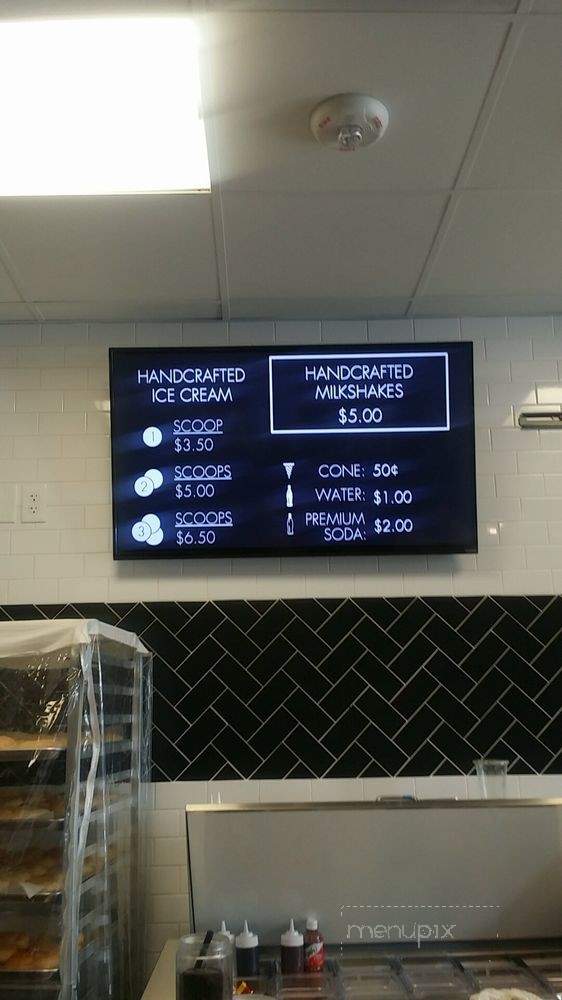 HANDCRAFTED
ICE CREAM
1 SCOOP
$3.50
2 SCOOPS
$5.00
3 SCOOPS
$6.50
HANDCRAFTED
MILKSHAKES
$5.00
CONE: 50¢
WATER: $1.00
PREMIUM
SODA: $2.00
menupix